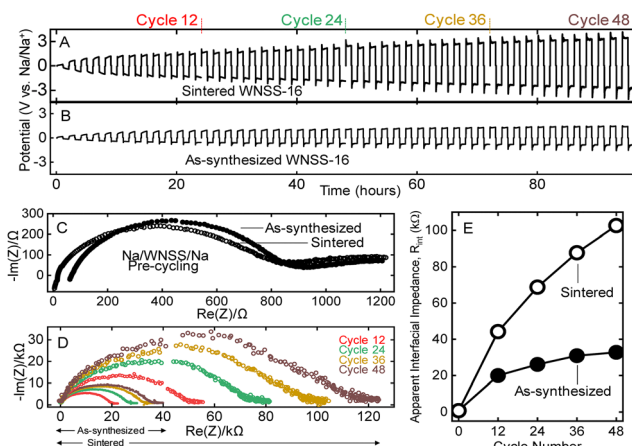 Cycle 12 Cycle 24 Cycle 36 Cycle 48
A
3
0
-3
Sintered WNSS-16
B
3
0
-3
As-synthesized WNSS-16
Potential (V vs. Na/Na+)
0 20 40 60 80
Time (hours)
C
300
200
100
0
-Im(Z)/Ω
As-synthesized
Sintered
Na/WNSS/Na
Pre-cycling
0 200 400 600 800 1000 1200
Re(Z)/Ω
D
30
20
10
0
-Im(Z)/kΩ
Cycle 12
Cycle 24
Cycle 36
Cycle 48
0 20 40 60 80 100 120
Re(Z)/kΩ
As-synthesized
Sintered
E
100
80
60
40
20
0
Apparent Interfacial Impedance, Rint (kΩ)
Sintered
As-synthesized
0 12 24 36 48
Cycle Number